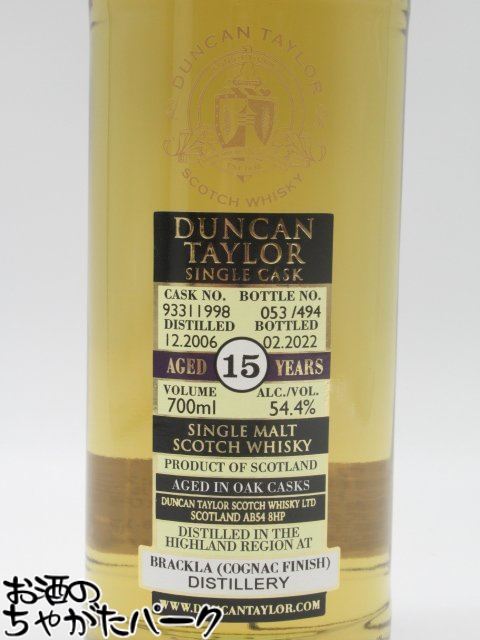 DUNCAN TAYLOR
SCOTCH WHISKY
DUNCAN
TAYLOR
SINGLE CASK
CASK NO. BOTTLE NO.
93311998 053 /494
DISTILLED BOTTLED
12.2006 02.2022
AGED 15 YEARS
VOLUME ALC./VOL.
700ml 54.4%
SINGLE MALT
SCOTCH WHISKY
PRODUCT OF SCOTLAND
AGED IN OAK CASKS
DUNCAN TAYLOR SCOTCH WHISKY LTD
SCOTLAND AB54 8HP
DISTILLED IN THE
HIGHLAND REGION AT
BRACKLA (COGNAC FINISH)
DISTILLERY
WWW.DUNCANTAYLOR.COM
お酒の
ちゃがたパーク